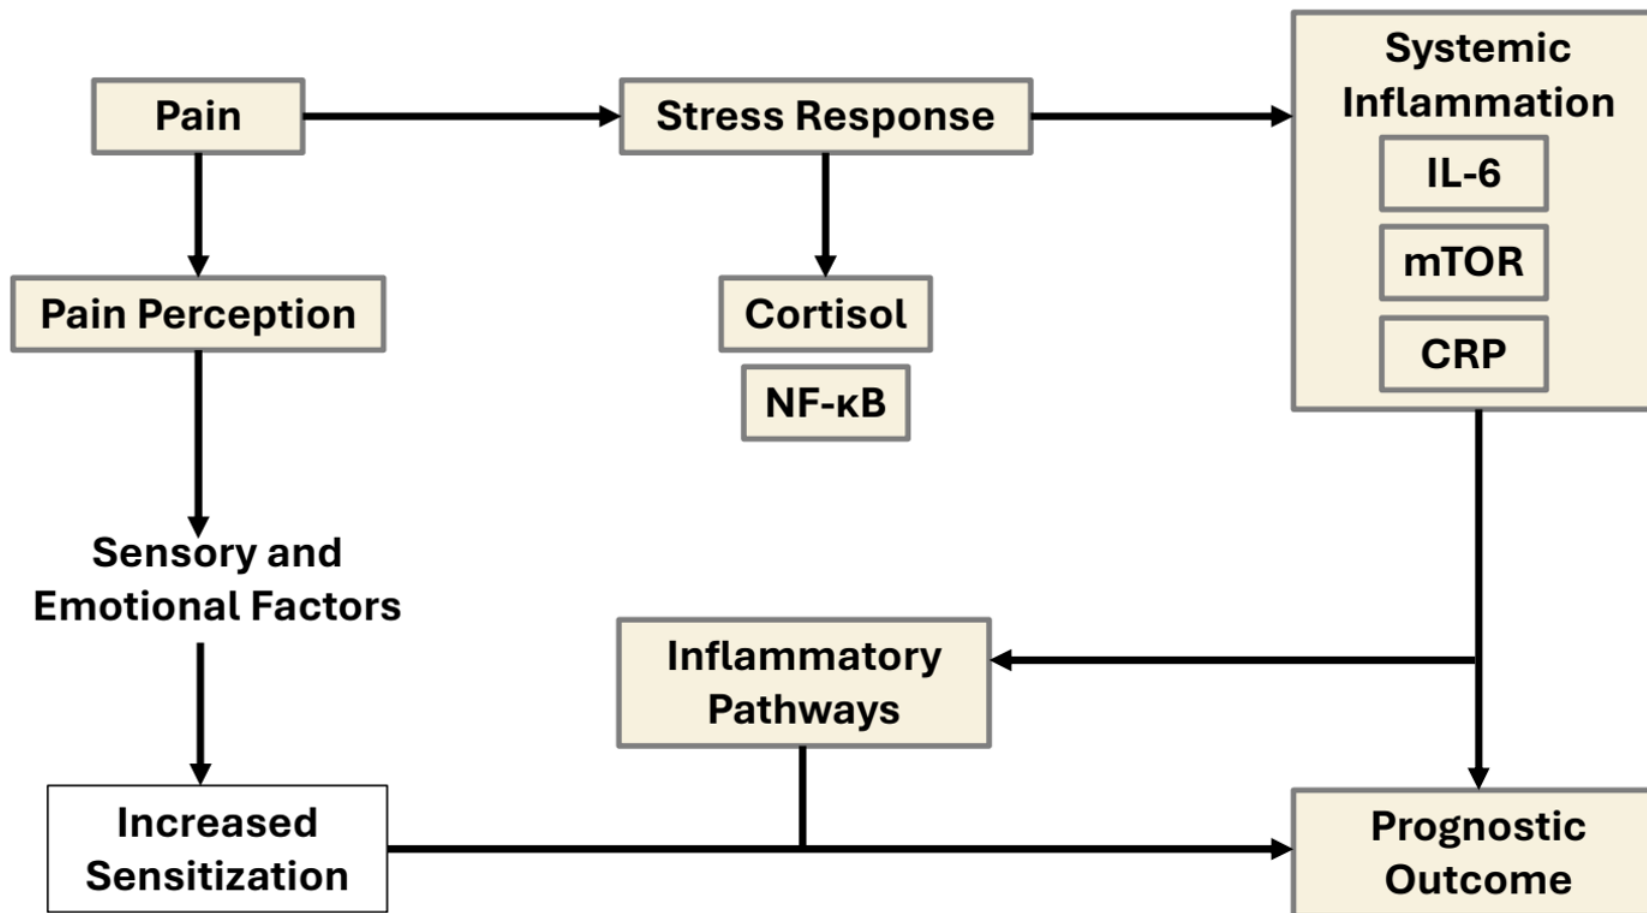 Pain
Stress Response
Systemic
Inflammation
IL-6
mTOR
CRP
Pain Perception
Cortisol
NF-κB
Sensory and
Emotional Factors
Inflammatory
Pathways
Increased
Sensitization
Prognostic
Outcome